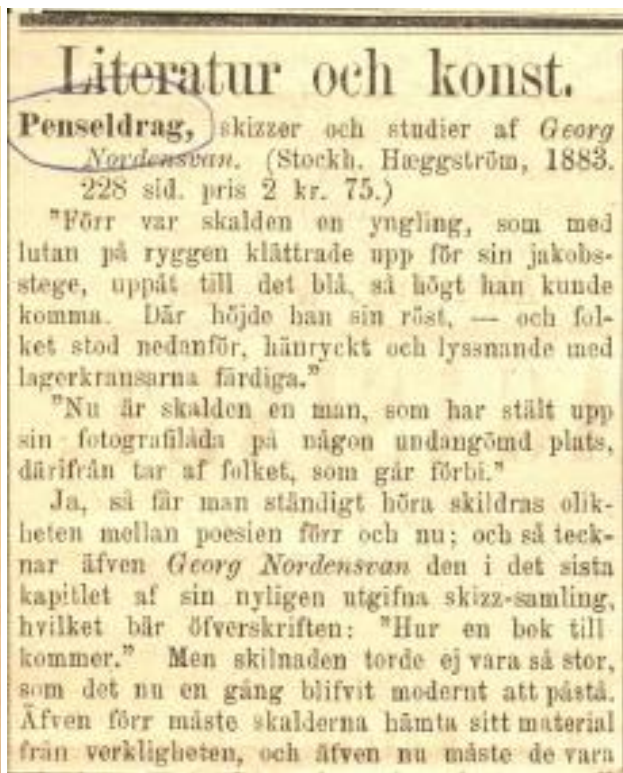 Literatur och konst.
Penseldrag, skizzer och studier af Georg
Nordensvan. (Stockh. Hæggström, 1883.
228 sid. pris 2 kr. 75.)
"Förr var skalden en yngling, som med
lutan på ryggen klättrade upp för sin jakobs-
stege, uppåt till det blå, så högt han kunde
komma. Där höjde han sin röst, — och fol-
ket stod nedanför, hänryckt och lyssnande med
lagerkransarna färdiga."
"Nu är skalden en man, som har stält upp
sin fotografilåda på någon undangömd plats,
därifrån tar af folket, som går förbi."
Ja, så får man ständigt höra skildras olik-
heten mellan poesien förr och nu; och så teck-
nar äfven Georg Nordensvan den i det sista
kapitlet af sin nyligen utgifna skizz-samling,
hvilket bär öfverskriften: "Hur en bok till
kommer." Men skilnaden torde ej vara så stor,
som det nu en gång blifvit modernt att påstå.
Äfven förr måste skalderna hämta sitt material
från verkligheten, och äfven nu måste de vara